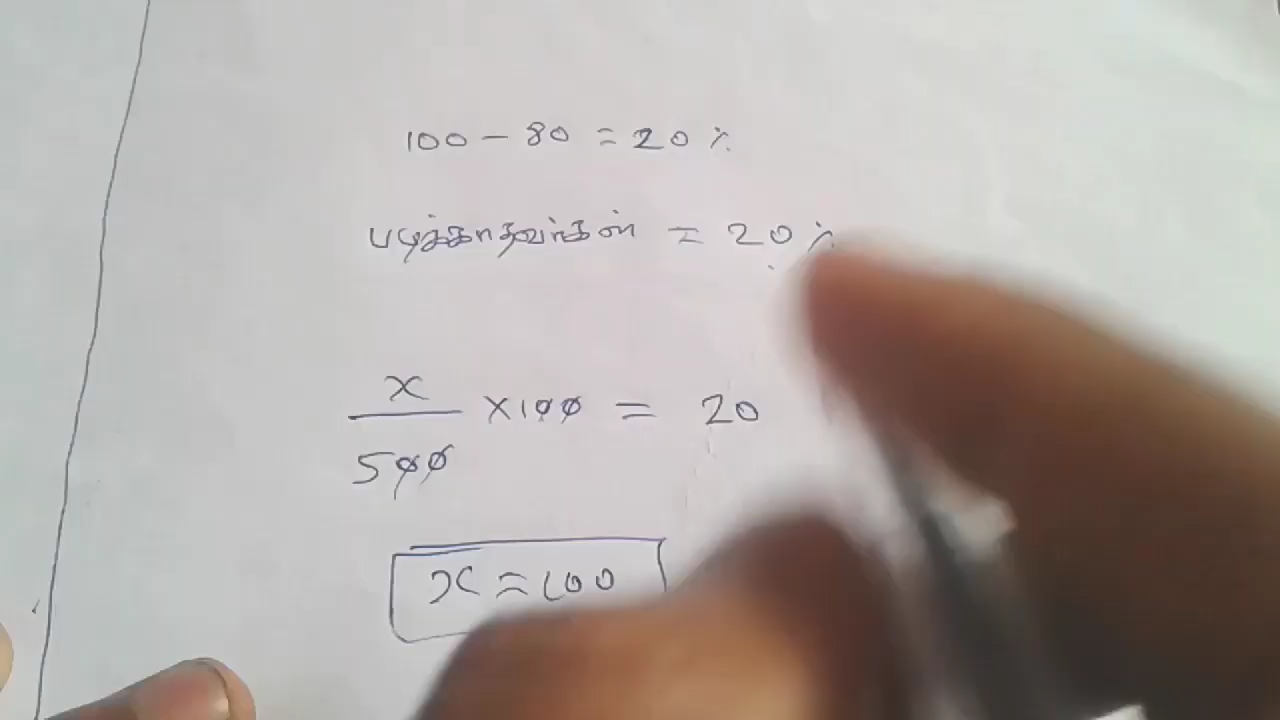 100 - 80 = 20 %
படிக்காதவர்கள் = 20 %
x
× 100 = 20
500
x = 100